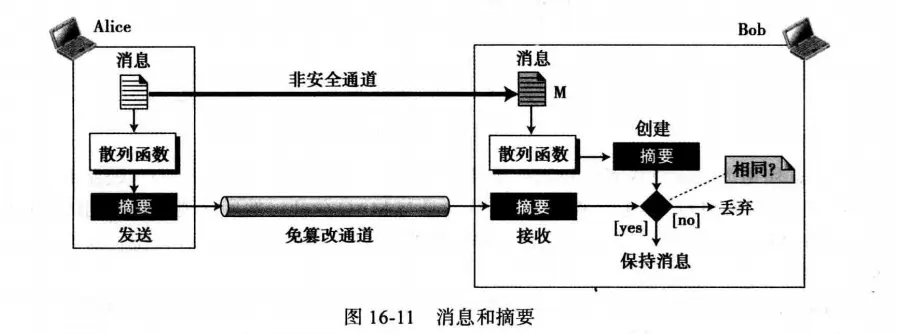 Alice
Bob
消息
消息
非安全通道
M
创建
散列函数
散列函数
摘要
相同?
摘要
摘要
丢弃
[yes]
[no]
发送
免篡改通道
接收
保持消息
图 16-11 消息和摘要